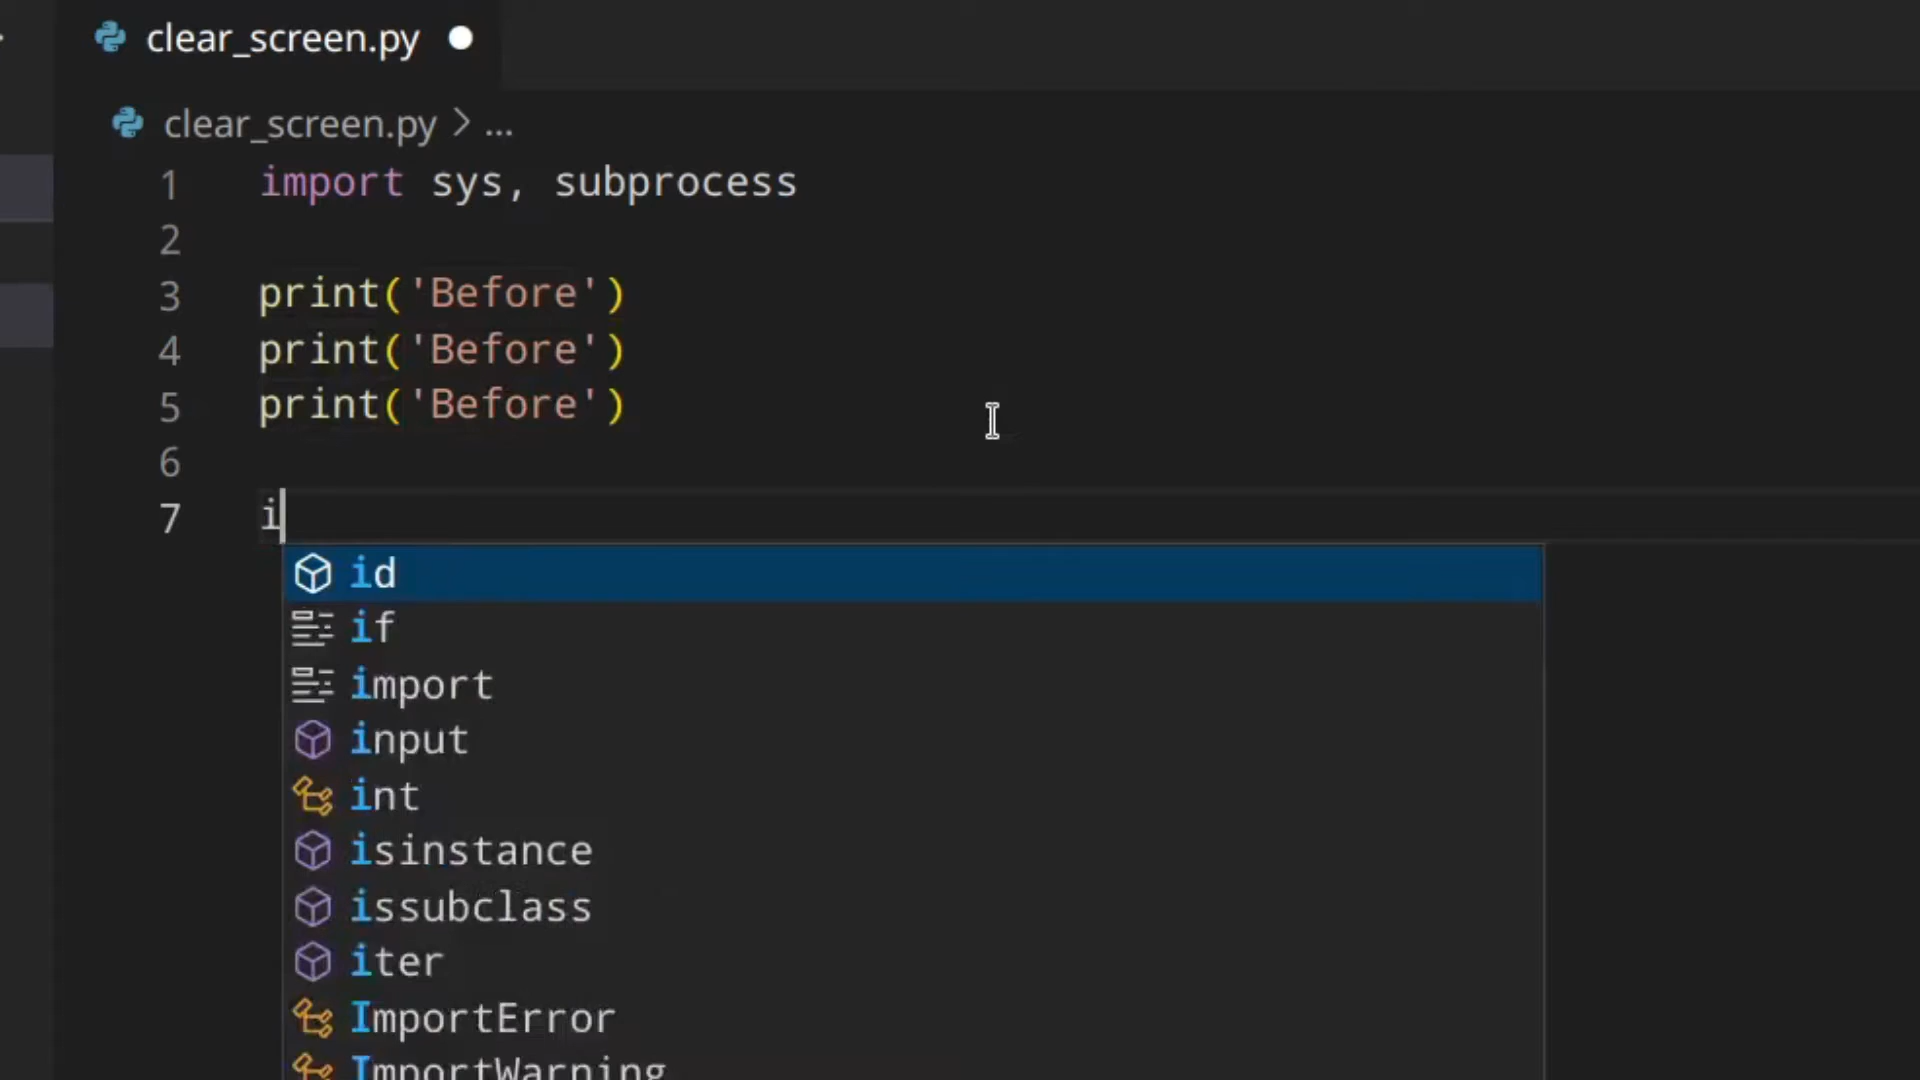 clear_screen.py
clear_screen.py > ...
1 import sys, subprocess
2
3 print('Before')
4 print('Before')
5 print('Before')
6
7 i
id
if
import
input
int
isinstance
issubclass
iter
ImportError
ImportWarning